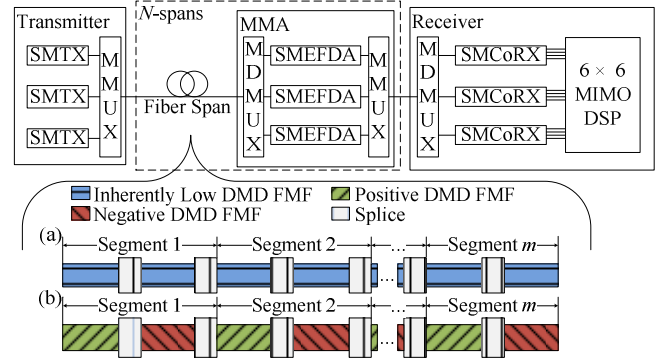 Transmitter
N-spans
Receiver
SMTX
SMTX
SMTX
MMUX
Fiber Span
MMA
MDMUX
SMEFDA
SMEFDA
SMEFDA
MMUX
MDMUX
SMCoRX
SMCoRX
SMCoRX
6 × 6
MIMO
DSP
Inherently Low DMD FMF
Positive DMD FMF
Negative DMD FMF
Splice
(a)
Segment 1
Segment 2
...
Segment m
...
(b)
Segment 1
Segment 2
...
Segment m
...